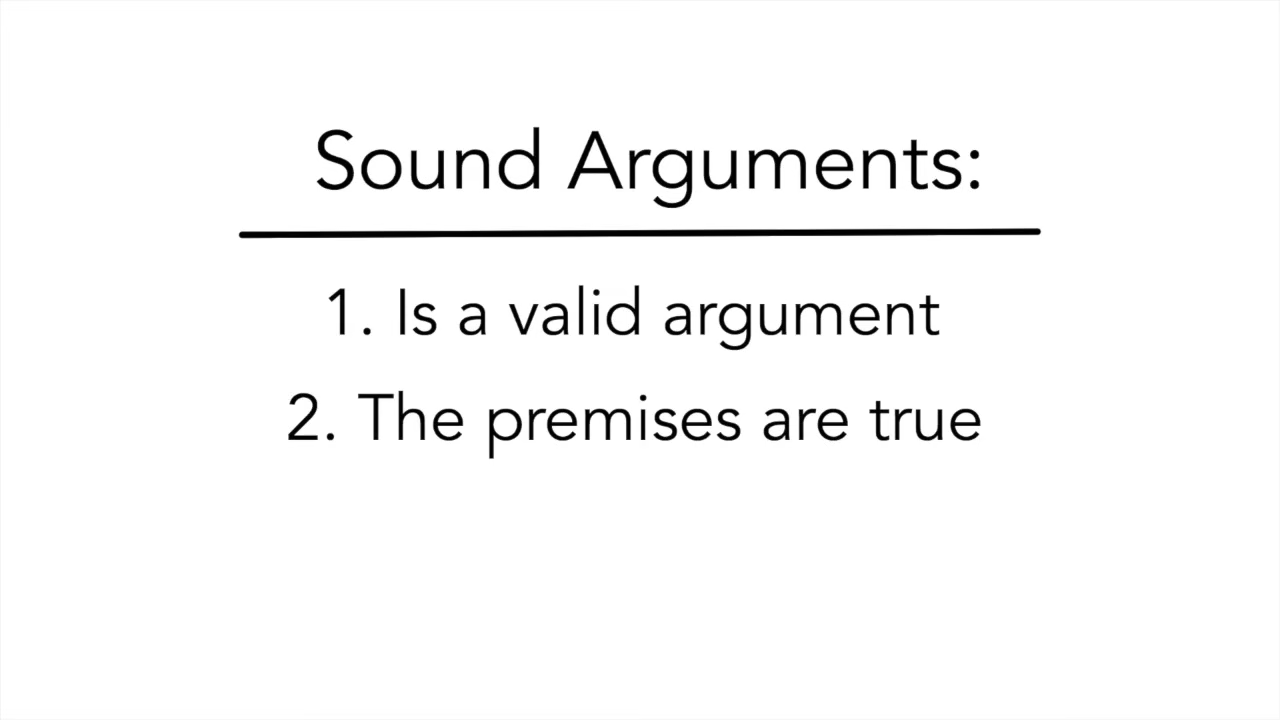 Sound Arguments:
1. Is a valid argument
2. The premises are true